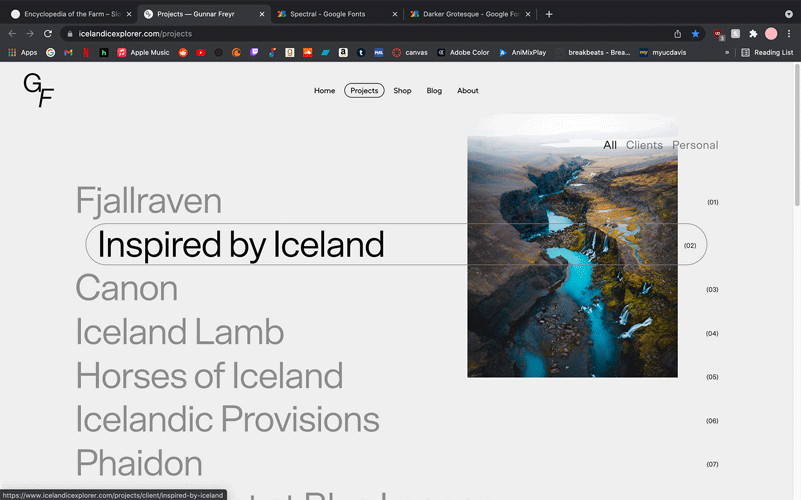 Encyclopedia of the Farm – Slo
Projects — Gunnar Freyr
Spectral - Google Fonts
Darker Grotesque - Google Fon
icelandicexplorer.com/projects
Apps
Apple Music
canvas
Adobe Color
AniMixPlay
breakbeats - Brea...
myucdavis
»
Reading List
GF
Home
Projects
Shop
Blog
About
All Clients Personal
Fjallraven
(01)
Inspired by Iceland
(02)
Canon
(03)
Iceland Lamb
(04)
Horses of Iceland
(05)
Icelandic Provisions
(06)
Phaidon
(07)
https://www.icelandicexplorer.com/projects/client/inspired-by-iceland